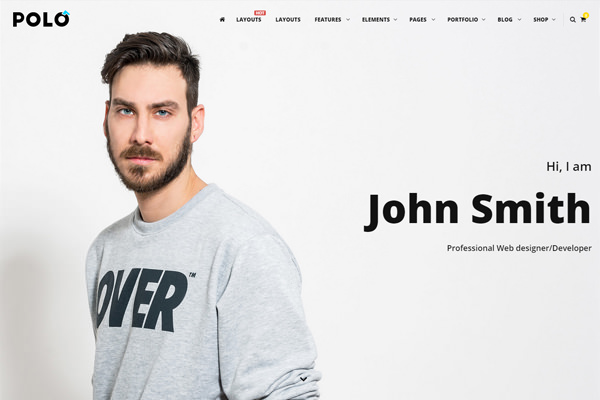 POLO
HOT
LAYOUTS LAYOUTS FEATURES ELEMENTS PAGES PORTFOLIO BLOG SHOP
Hi, I am
John Smith
Professional Web designer/Developer
OVER™